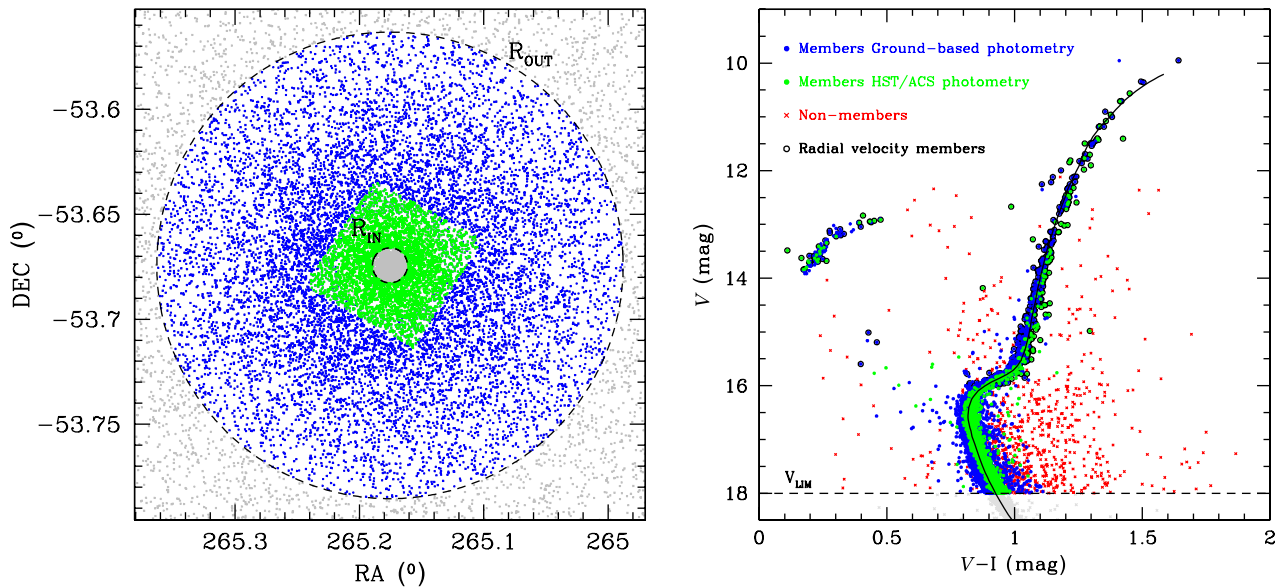 R_OUT
R_IN
−53.6
−53.65
−53.7
−53.75
DEC (°)
265.3
265.2
265.1
265
RA (°)
Members Ground−based photometry
Members HST/ACS photometry
Non−members
Radial velocity members
V_LIM
10
12
14
16
18
V (mag)
0
0.5
1
1.5
2
V−I (mag)